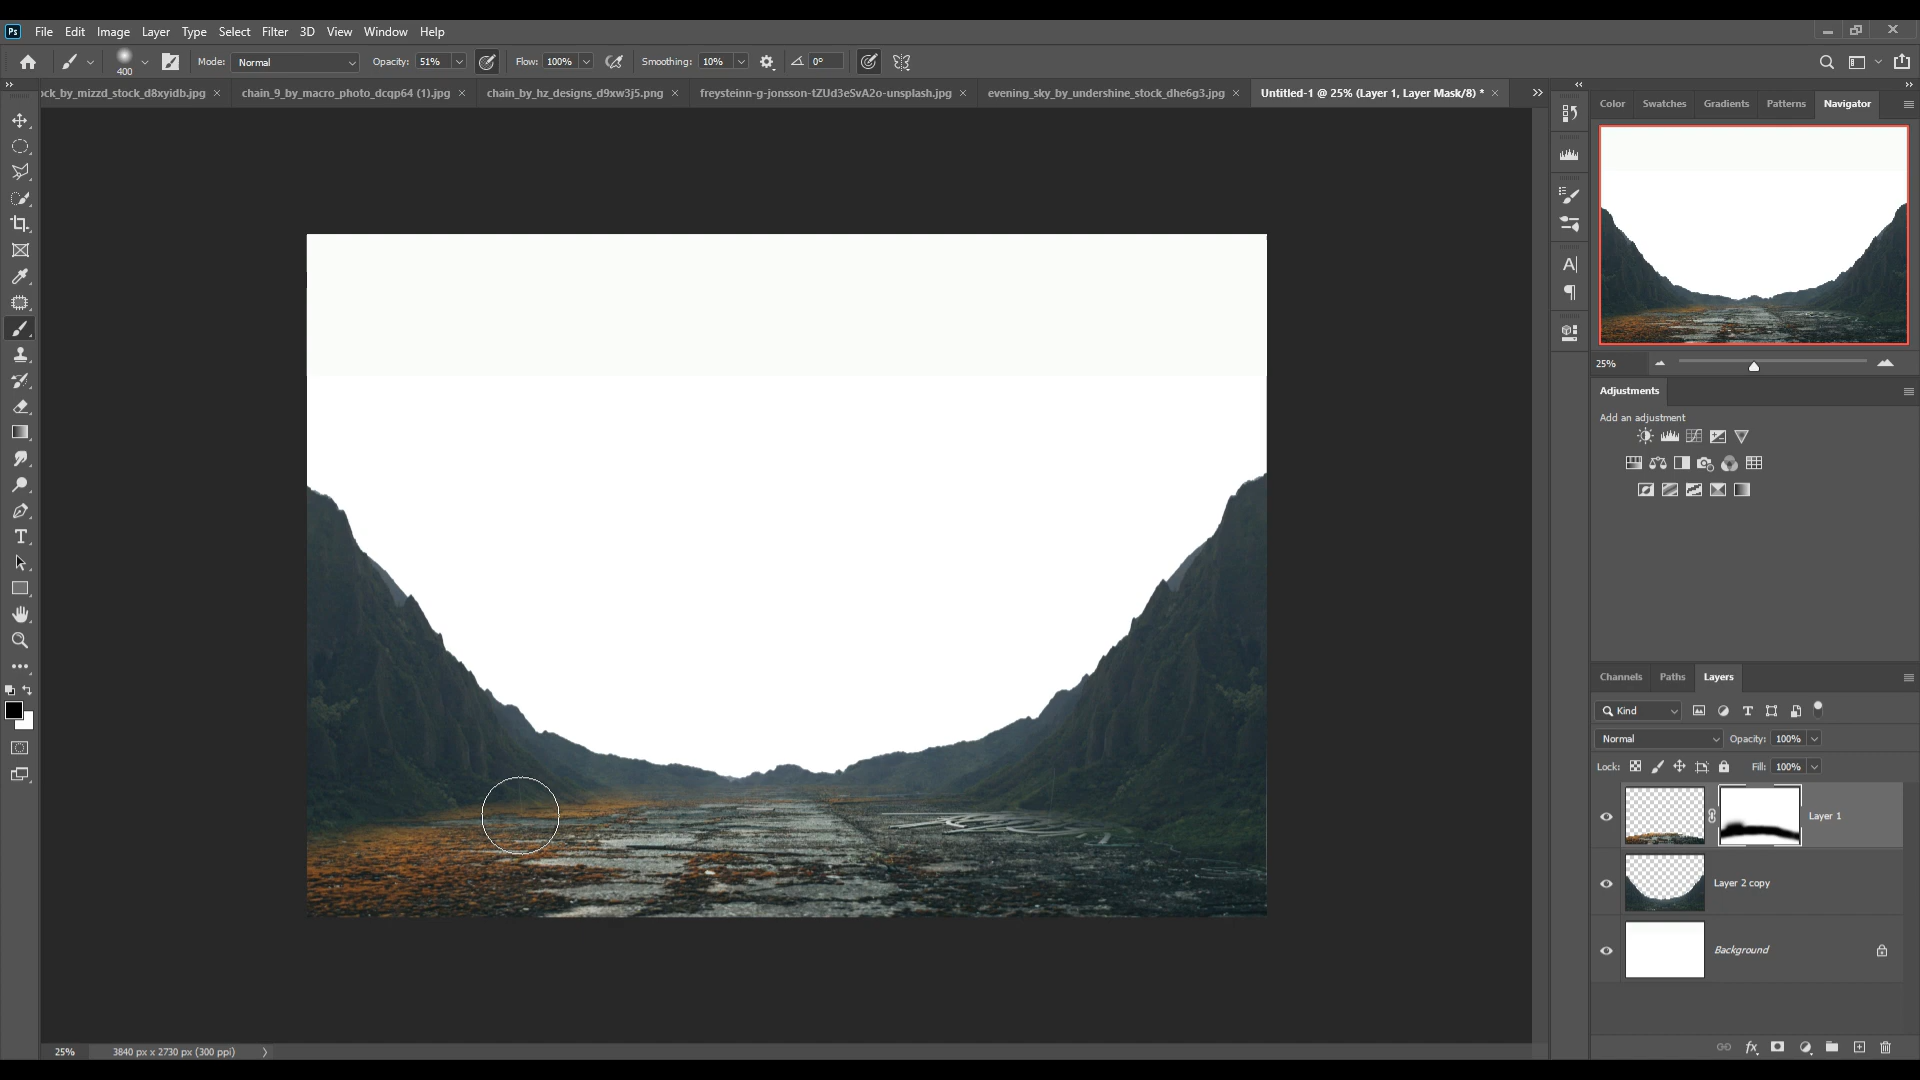 Ps File Edit Image Layer Type Select Filter 3D View Window Help
400 Mode: Normal Opacity: 51% Flow: 100% Smoothing: 10% 0°
ock_by_mizzd_stock_d8xyidb.jpg × chain_9_by_macro_photo_dcqp64 (1).jpg × chain_by_hz_designs_d9xw3j5.png × freysteinn-g-jonsson-tZUd3eSvA2o-unsplash.jpg × evening_sky_by_undershine_stock_dhe6g3.jpg × Untitled-1 @ 25% (Layer 1, Layer Mask/8) * ×
Color Swatches Gradients Patterns Navigator
25%
Adjustments
Add an adjustment
Channels Paths Layers
Kind
Normal Opacity: 100%
Lock: Fill: 100%
Layer 1
Layer 2 copy
Background
25% 3840 px x 2730 px (300 ppi)